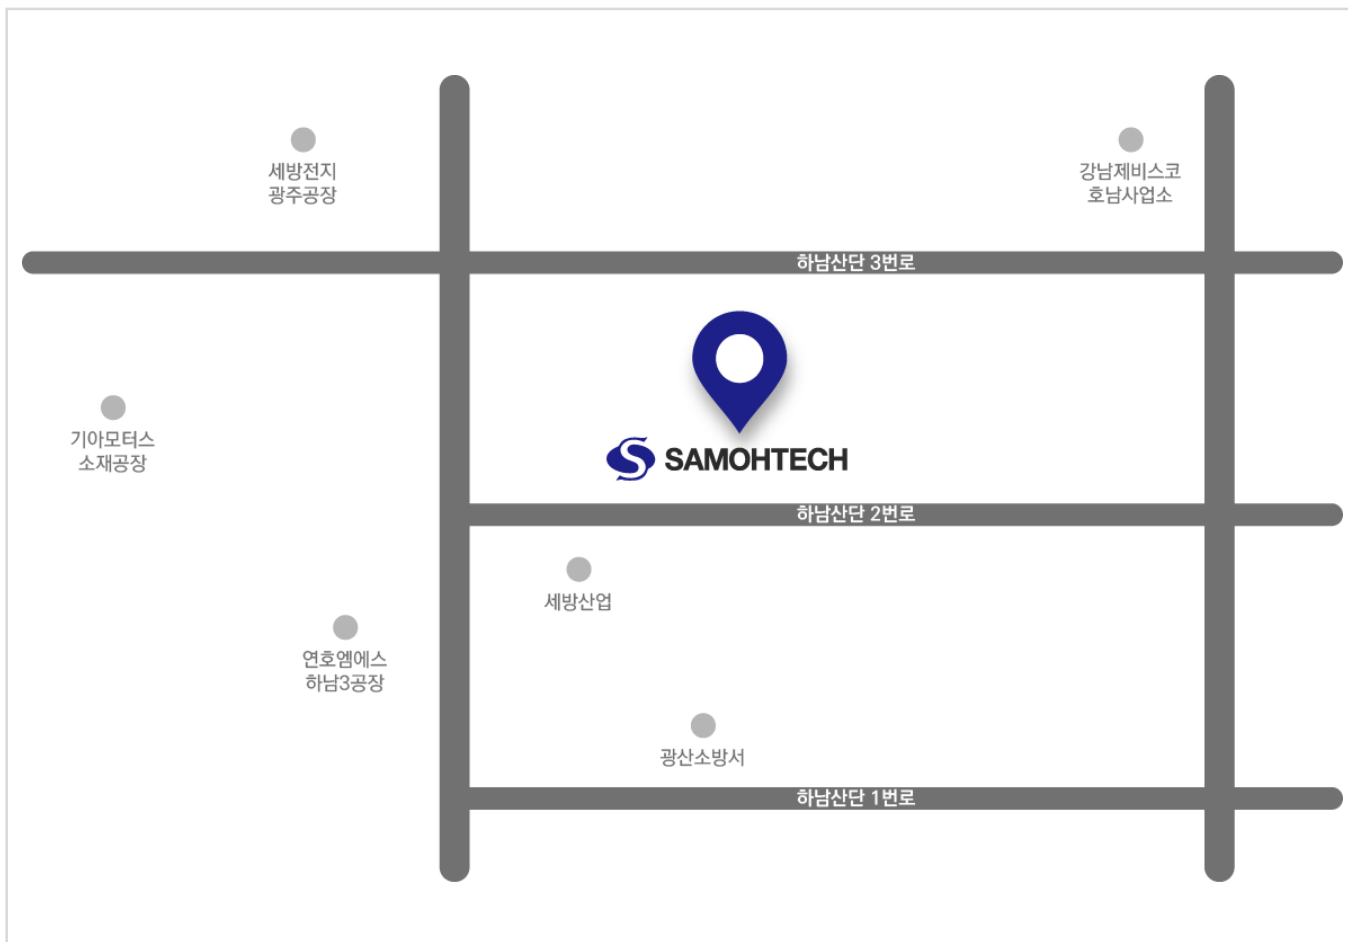 세방전지
광주공장
강남제비스코
호남사업소
하남산단 3번로
기아모터스
소재공장
SAMOHTECH
하남산단 2번로
세방산업
연호엠에스
하남3공장
광산소방서
하남산단 1번로